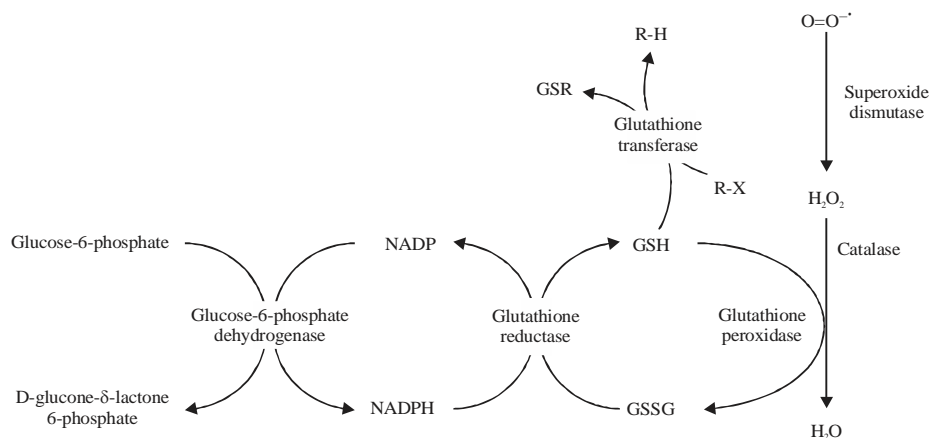 O=O⁻•
R-H
GSR
Superoxide
dismutase
Glutathione
transferase
R-X
H₂O₂
Glucose-6-phosphate
NADP
GSH
Catalase
Glucose-6-phosphate
dehydrogenase
Glutathione
reductase
Glutathione
peroxidase
D-glucone-δ-lactone
6-phosphate
NADPH
GSSG
H₂O